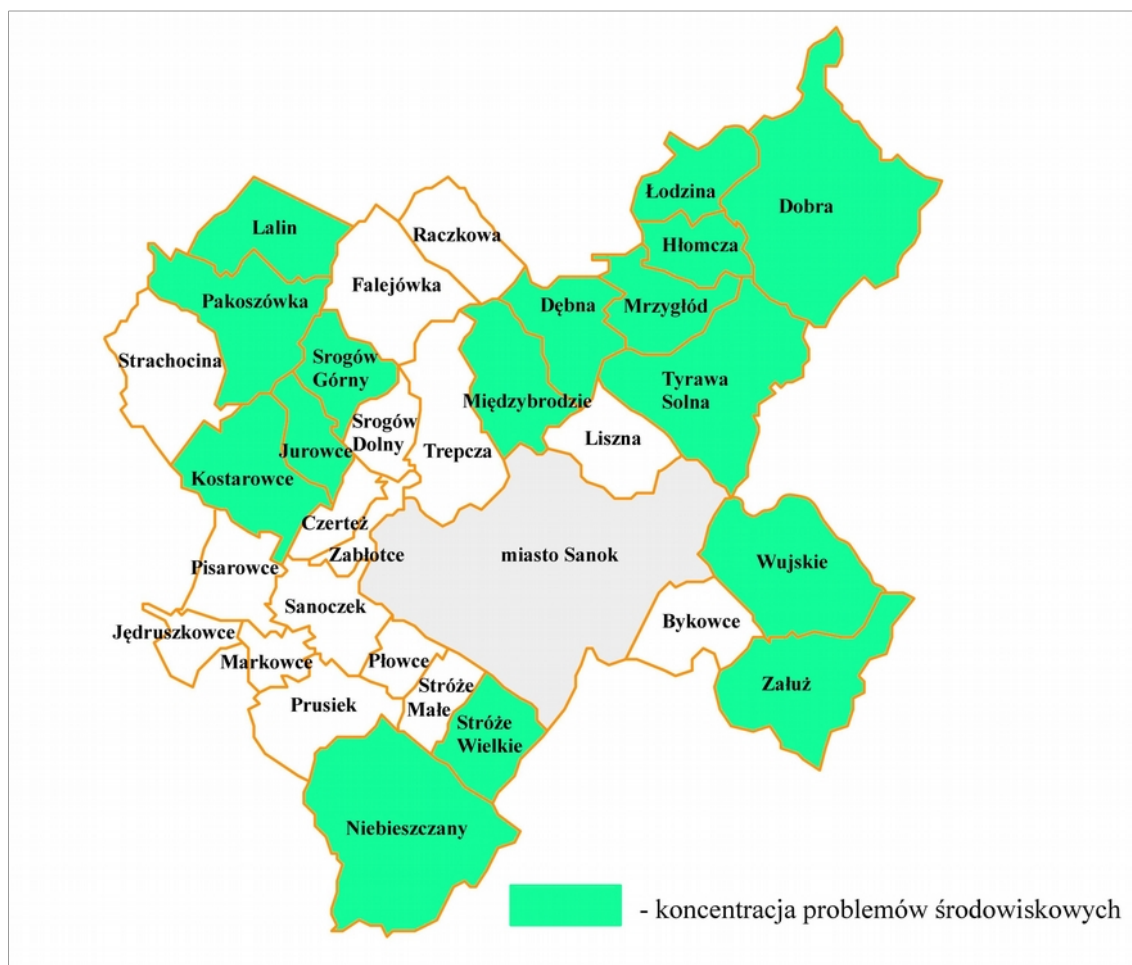 Łodzina
Dobra
Lalin
Raczkowa
Hłomcza
Falejówka
Pakoszówka
Dębna
Mrzygłód
Strachocina
Srogów
Górny
Tyrawa
Solna
Międzybrodzie
Srogów
Dolny
Liszna
Jurowce
Trepcza
Kostarowce
Czerteż
Zabłotce
miasto Sanok
Wujskie
Pisarowce
Sanoczek
Bykowce
Jędruszkowce
Markowce
Płowce
Stróże
Małe
Załuż
Prusiek
Stróże
Wielkie
Niebieszczany
- koncentracja problemów środowiskowych